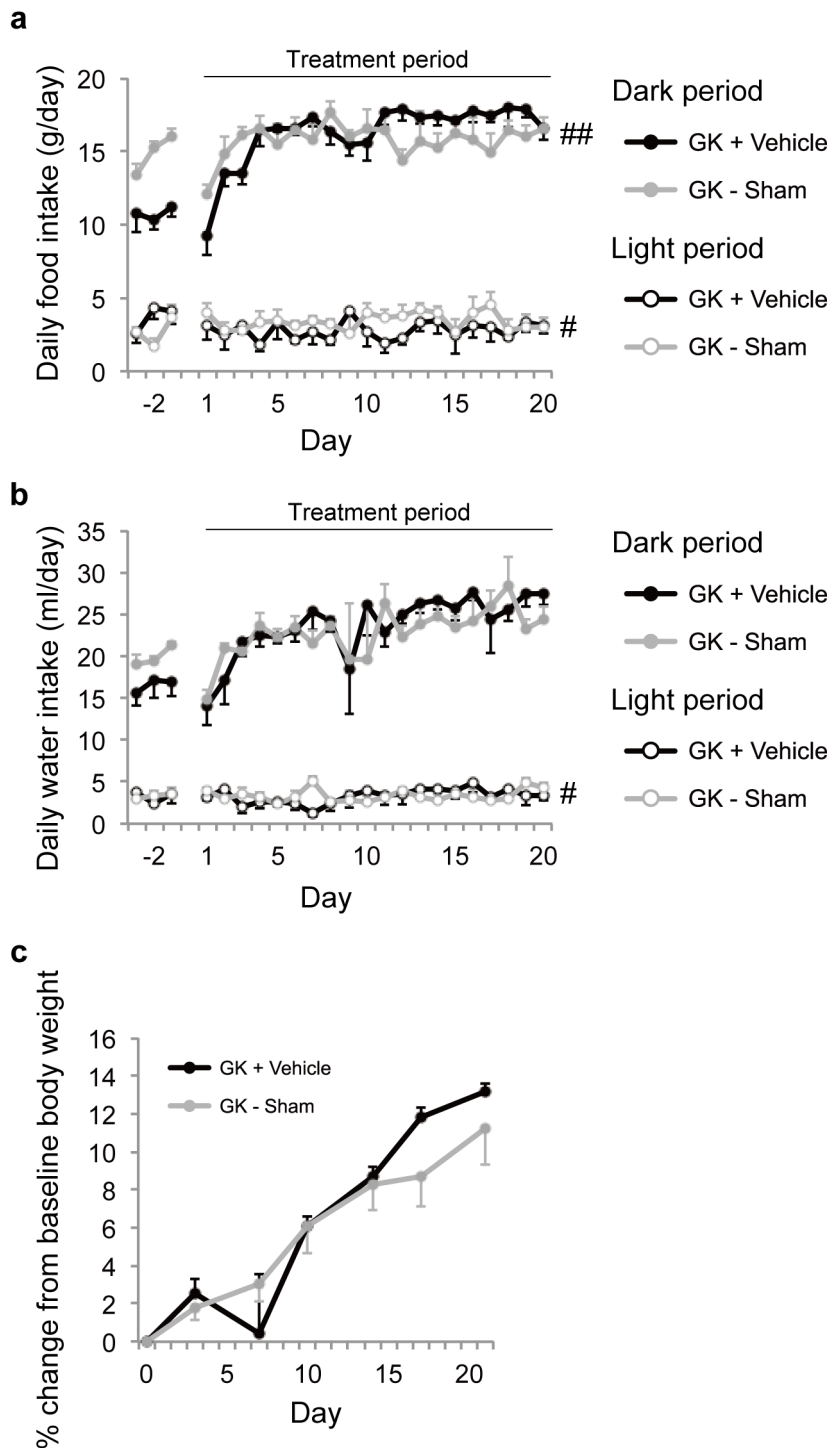 a
Treatment period
Daily food intake (g/day)
20
15
10
5
0
-2 1 5 10 15 20
Day
##
#
Dark period
GK + Vehicle
GK - Sham
Light period
GK + Vehicle
GK - Sham
b
Treatment period
Daily water intake (ml/day)
35
30
25
20
15
10
5
0
-2 1 5 10 15 20
Day
#
Dark period
GK + Vehicle
GK - Sham
Light period
GK + Vehicle
GK - Sham
c
% change from baseline body weight
16
14
12
10
8
6
4
2
0
0 5 10 15 20
Day
GK + Vehicle
GK - Sham